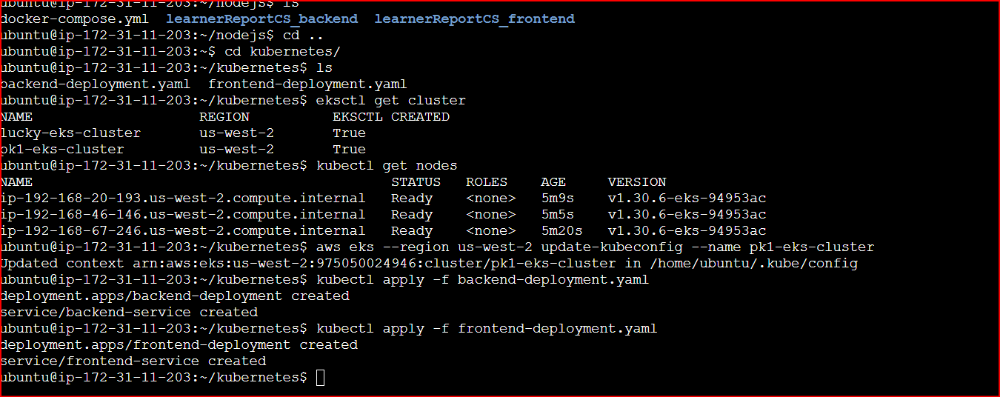 ubuntu@ip-172-31-11-203:~/nodejs$ ls
docker-compose.yml  learnerReportCS_backend  learnerReportCS_frontend
ubuntu@ip-172-31-11-203:~/nodejs$ cd ..
ubuntu@ip-172-31-11-203:~$ cd kubernetes/
ubuntu@ip-172-31-11-203:~/kubernetes$ ls
backend-deployment.yaml  frontend-deployment.yaml
ubuntu@ip-172-31-11-203:~/kubernetes$ eksctl get cluster
NAME                    REGION          EKSCTL CREATED
lucky-eks-cluster       us-west-2       True
pk1-eks-cluster         us-west-2       True
ubuntu@ip-172-31-11-203:~/kubernetes$ kubectl get nodes
NAME                                           STATUS   ROLES    AGE     VERSION
ip-192-168-20-193.us-west-2.compute.internal   Ready    <none>   5m9s    v1.30.6-eks-94953ac
ip-192-168-46-146.us-west-2.compute.internal   Ready    <none>   5m5s    v1.30.6-eks-94953ac
ip-192-168-67-246.us-west-2.compute.internal   Ready    <none>   5m20s   v1.30.6-eks-94953ac
ubuntu@ip-172-31-11-203:~/kubernetes$ aws eks --region us-west-2 update-kubeconfig --name pk1-eks-cluster
Updated context arn:aws:eks:us-west-2:975050024946:cluster/pk1-eks-cluster in /home/ubuntu/.kube/config
ubuntu@ip-172-31-11-203:~/kubernetes$ kubectl apply -f backend-deployment.yaml
deployment.apps/backend-deployment created
service/backend-service created
ubuntu@ip-172-31-11-203:~/kubernetes$ kubectl apply -f frontend-deployment.yaml
deployment.apps/frontend-deployment created
service/frontend-service created
ubuntu@ip-172-31-11-203:~/kubernetes$